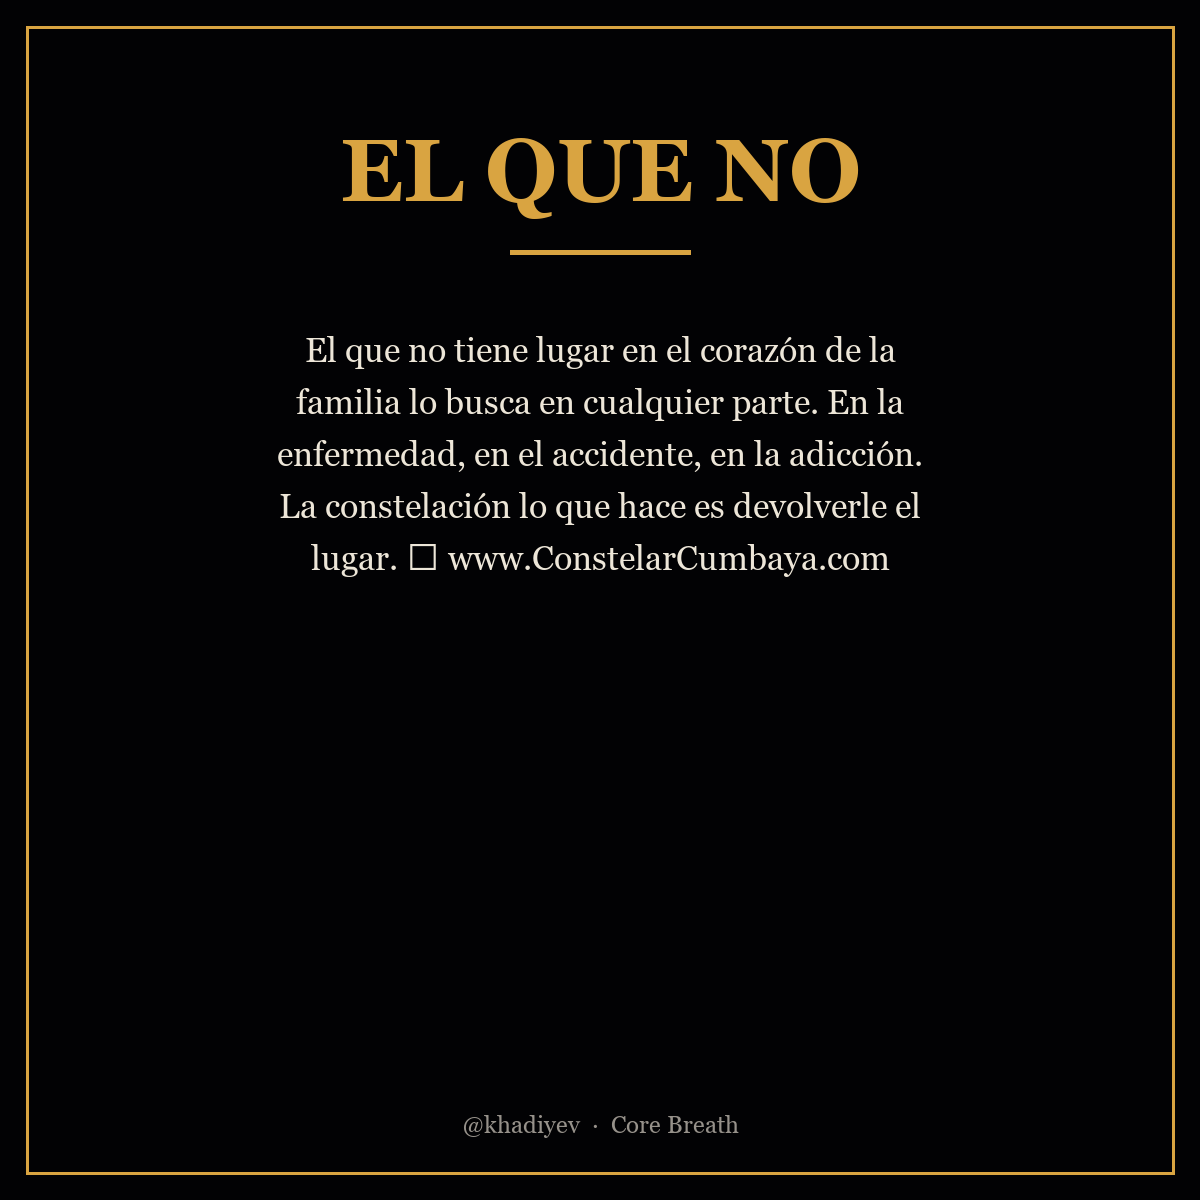 EL QUE NO
El que no tiene lugar en el corazón de la
familia lo busca en cualquier parte. En la
enfermedad, en el accidente, en la adicción.
La constelación lo que hace es devolverle el
lugar. □ www.ConstelarCumbaya.com
@khadiyev · Core Breath